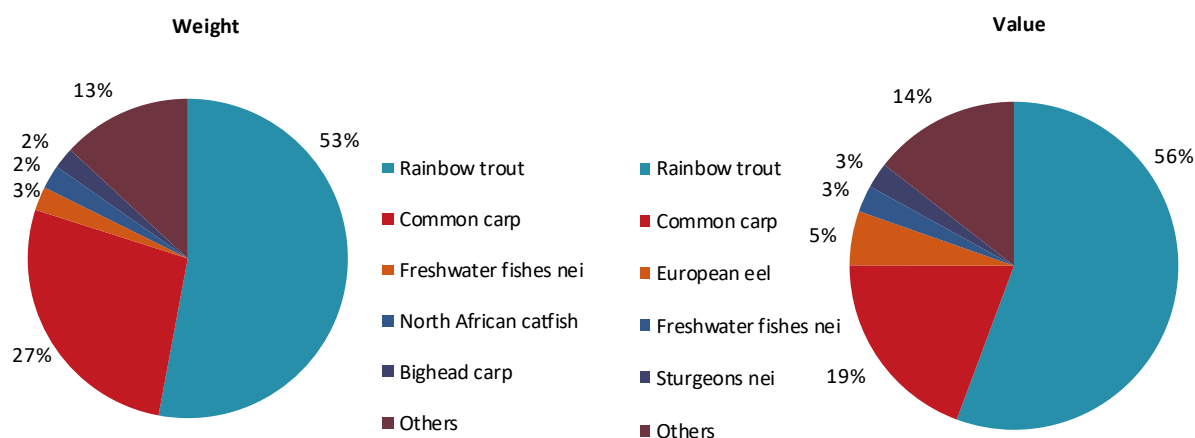 Weight
13%
2%
2%
3%
27%
53%
Rainbow trout
Common carp
Freshwater fishes nei
North African catfish
Bighead carp
Others
Value
14%
3%
3%
5%
19%
56%
Rainbow trout
Common carp
European eel
Freshwater fishes nei
Sturgeons nei
Others